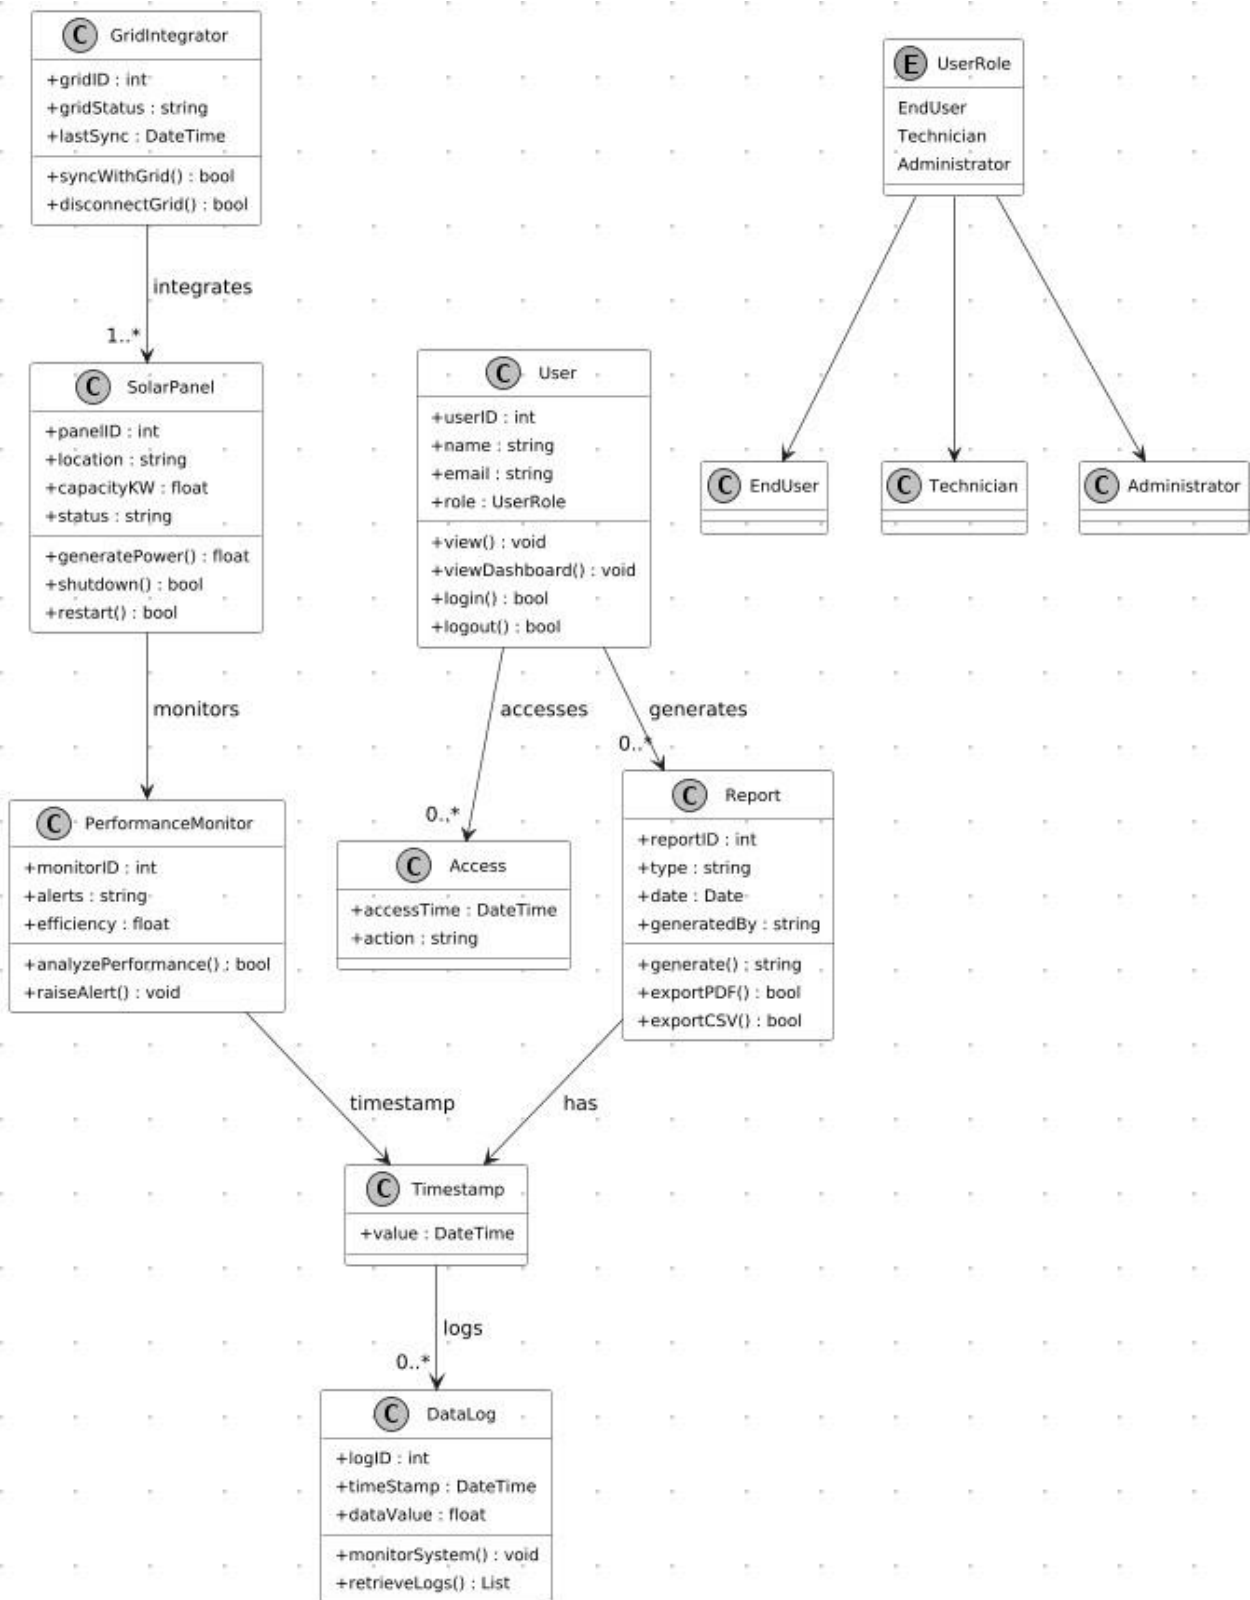 C GridIntegrator
+gridID : int
+gridStatus : string
+lastSync : DateTime
+syncWithGrid() : bool
+disconnectGrid() : bool
E UserRole
EndUser
Technician
Administrator
integrates
1..*
C SolarPanel
+panelID : int
+location : string
+capacityKW : float
+status : string
+generatePower() : float
+shutdown() : bool
+restart() : bool
C User
+userID : int
+name : string
+email : string
+role : UserRole
+view() : void
+viewDashboard() : void
+login() : bool
+logout() : bool
C EndUser
C Technician
C Administrator
monitors
accesses
generates
0..*
0..*
C PerformanceMonitor
+monitorID : int
+alerts : string
+efficiency : float
+analyzePerformance() : bool
+raiseAlert() : void
C Access
+accessTime : DateTime
+action : string
C Report
+reportID : int
+type : string
+date : Date
+generatedBy : string
+generate() : string
+exportPDF() : bool
+exportCSV() : bool
timestamp
has
C Timestamp
+value : DateTime
logs
0..*
C DataLog
+logID : int
+timeStamp : DateTime
+dataValue : float
+monitorSystem() : void
+retrieveLogs() : List